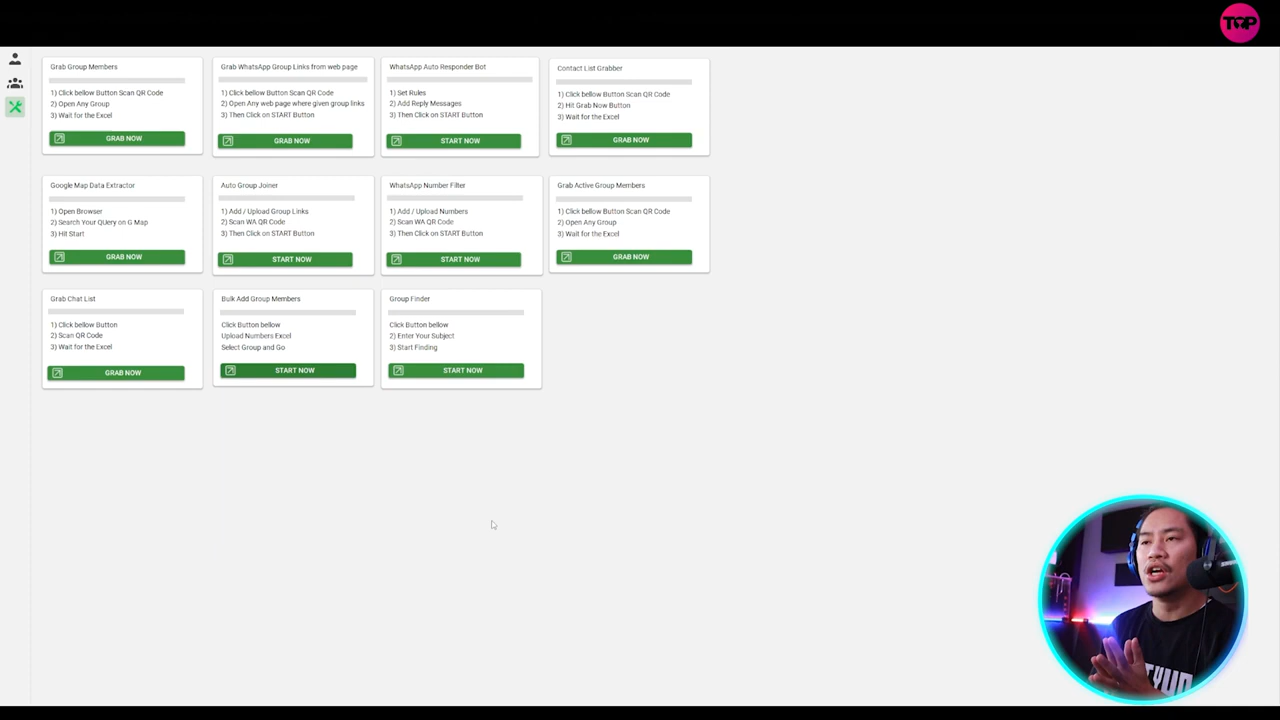 TOP
Grab Group Members
1) Click bellow Button Scan QR Code
2) Open Any Group
3) Wait for the Excel
GRAB NOW
Grab WhatsApp Group Links from web page
1) Click bellow Button Scan QR Code
2) Open Any web page where given group links
3) Then Click on START Button
GRAB NOW
WhatsApp Auto Responder Bot
1) Set Rules
2) Add Reply Messages
3) Then Click on START Button
START NOW
Contact List Grabber
1) Click bellow Button Scan QR Code
2) Hit Grab Now Button
3) Wait for the Excel
GRAB NOW
Google Map Data Extractor
1) Open Browser
2) Search Your QUery on G Map
3) Hit Start
GRAB NOW
Auto Group Joiner
1) Add / Upload Group Links
2) Scan WA QR Code
3) Then Click on START Button
START NOW
WhatsApp Number Filter
1) Add / Upload Numbers
2) Scan WA QR Code
3) Then Click on START Button
START NOW
Grab Active Group Members
1) Click bellow Button Scan QR Code
2) Open Any Group
3) Wait for the Excel
GRAB NOW
Grab Chat List
1) Click bellow Button
2) Scan QR Code
3) Wait for the Excel
GRAB NOW
Bulk Add Group Members
Click Button bellow
Upload Numbers Excel
Select Group and Go
START NOW
Group Finder
Click Button bellow
2) Enter Your Subject
3) Start Finding
START NOW